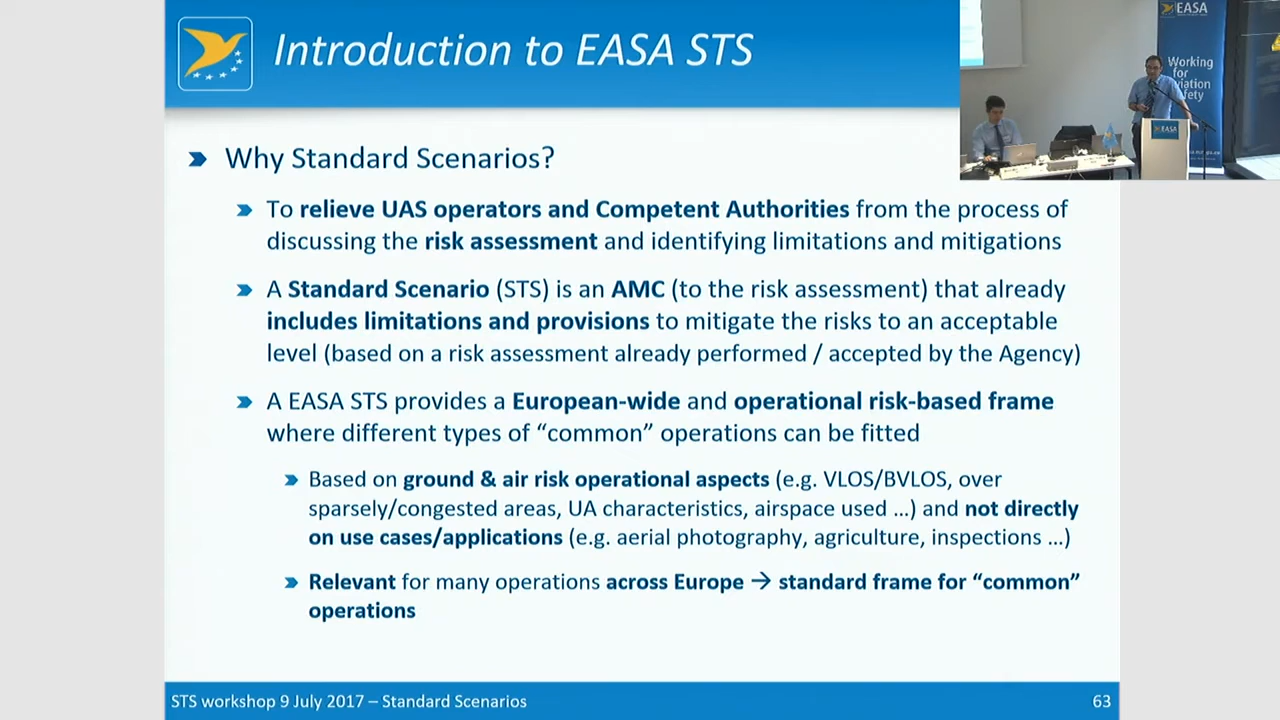 Introduction to EASA STS
EASA
Working
for
aviation
EASA
Why Standard Scenarios?
To relieve UAS operators and Competent Authorities from the process of
discussing the risk assessment and identifying limitations and mitigations
A Standard Scenario (STS) is an AMC (to the risk assessment) that already
includes limitations and provisions to mitigate the risks to an acceptable
level (based on a risk assessment already performed / accepted by the Agency)
A EASA STS provides a European-wide and operational risk-based frame
where different types of “common” operations can be fitted
Based on ground & air risk operational aspects (e.g. VLOS/BVLOS, over
sparsely/congested areas, UA characteristics, airspace used …) and not directly
on use cases/applications (e.g. aerial photography, agriculture, inspections …)
Relevant for many operations across Europe → standard frame for “common”
operations
STS workshop 9 July 2017 – Standard Scenarios
63